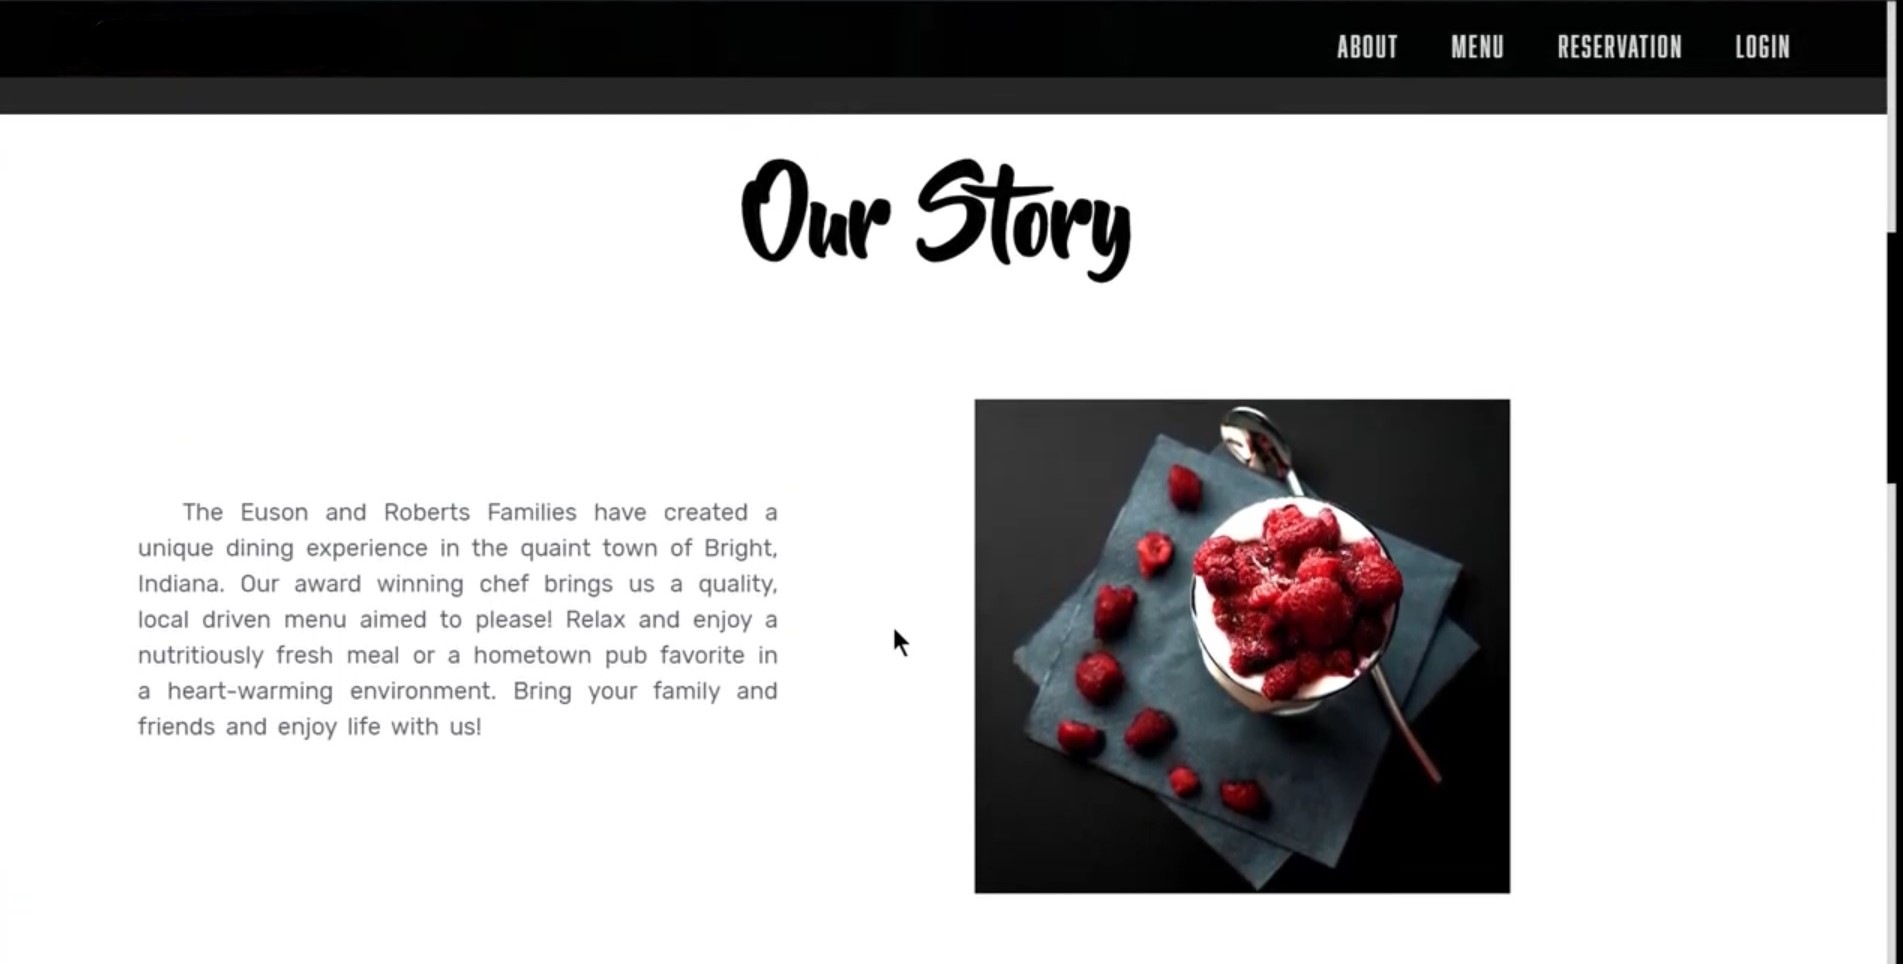 ABOUT MENU RESERVATION LOGIN
Our Story
The Euson and Roberts Families have created a
unique dining experience in the quaint town of Bright,
Indiana. Our award winning chef brings us a quality,
local driven menu aimed to please! Relax and enjoy a
nutritiously fresh meal or a hometown pub favorite in
a heart-warming environment. Bring your family and
friends and enjoy life with us!